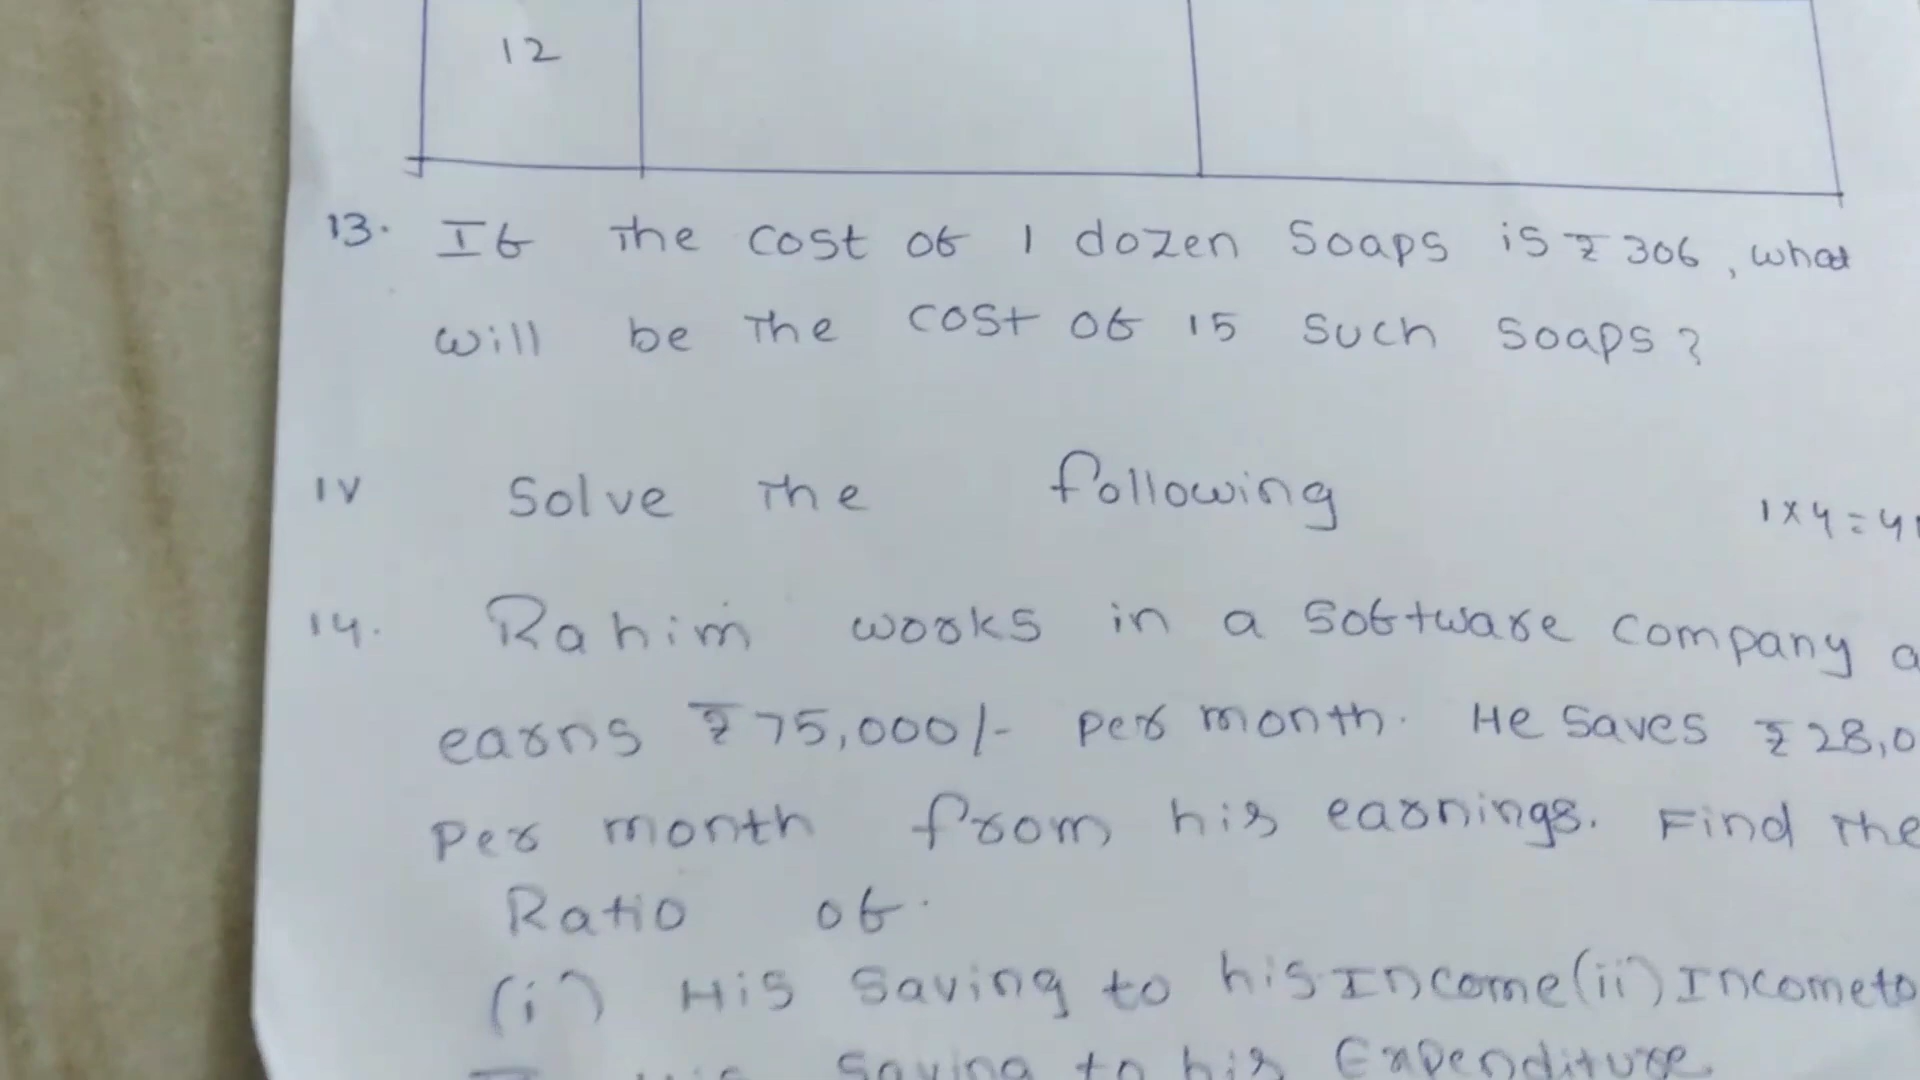 12
13. If the cost of 1 dozen soaps is ₹ 306, what
will be the cost of 15 such soaps?
IV Solve the following 1x4=4
14. Rahim works in a software company a
earns ₹ 75,000/- per month. He saves ₹ 28,0
per month from his earnings. Find the
Ratio of
(i) His saving to his Income (ii) Income to
saving to his Expenditure